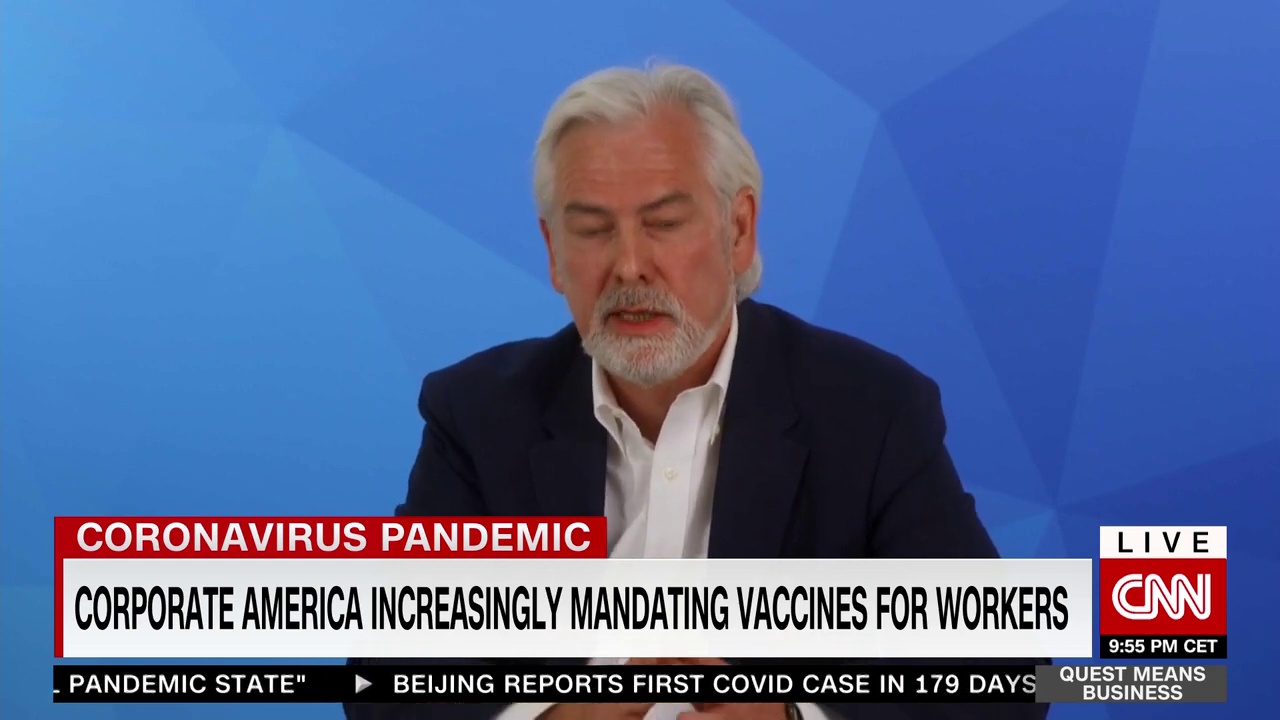 CORONAVIRUS PANDEMIC
CORPORATE AMERICA INCREASINGLY MANDATING VACCINES FOR WORKERS
LIVE
CNN
9:55 PM CET
PANDEMIC STATE" ▶ BEIJING REPORTS FIRST COVID CASE IN 179 DAYS
QUEST MEANS
BUSINESS